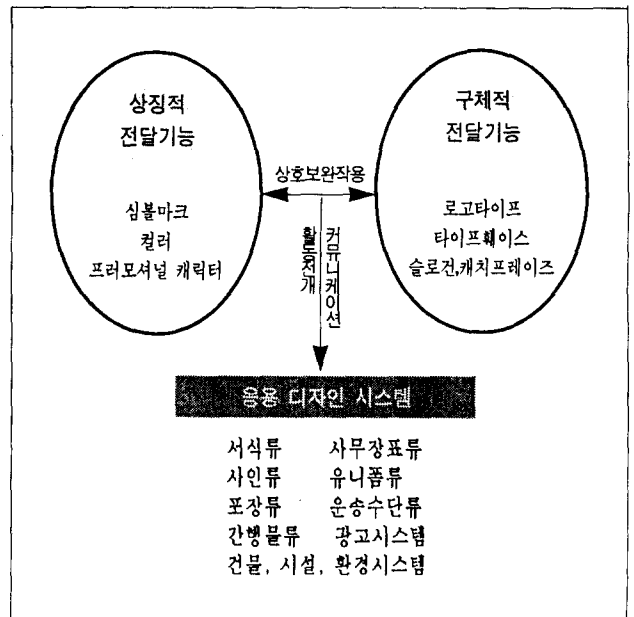 상징적
전달기능
심볼마크
컬러
프러모셔널 캐릭터
구체적
전달기능
로고타이프
타이프훼이스
슬로건,캐치프레이즈
상호보완작용
커뮤니케이션
활동전개
응용 디자인 시스템
서식류 사무장표류
사인류 유니폼류
포장류 운송수단류
간행물류 광고시스템
건물, 시설, 환경시스템